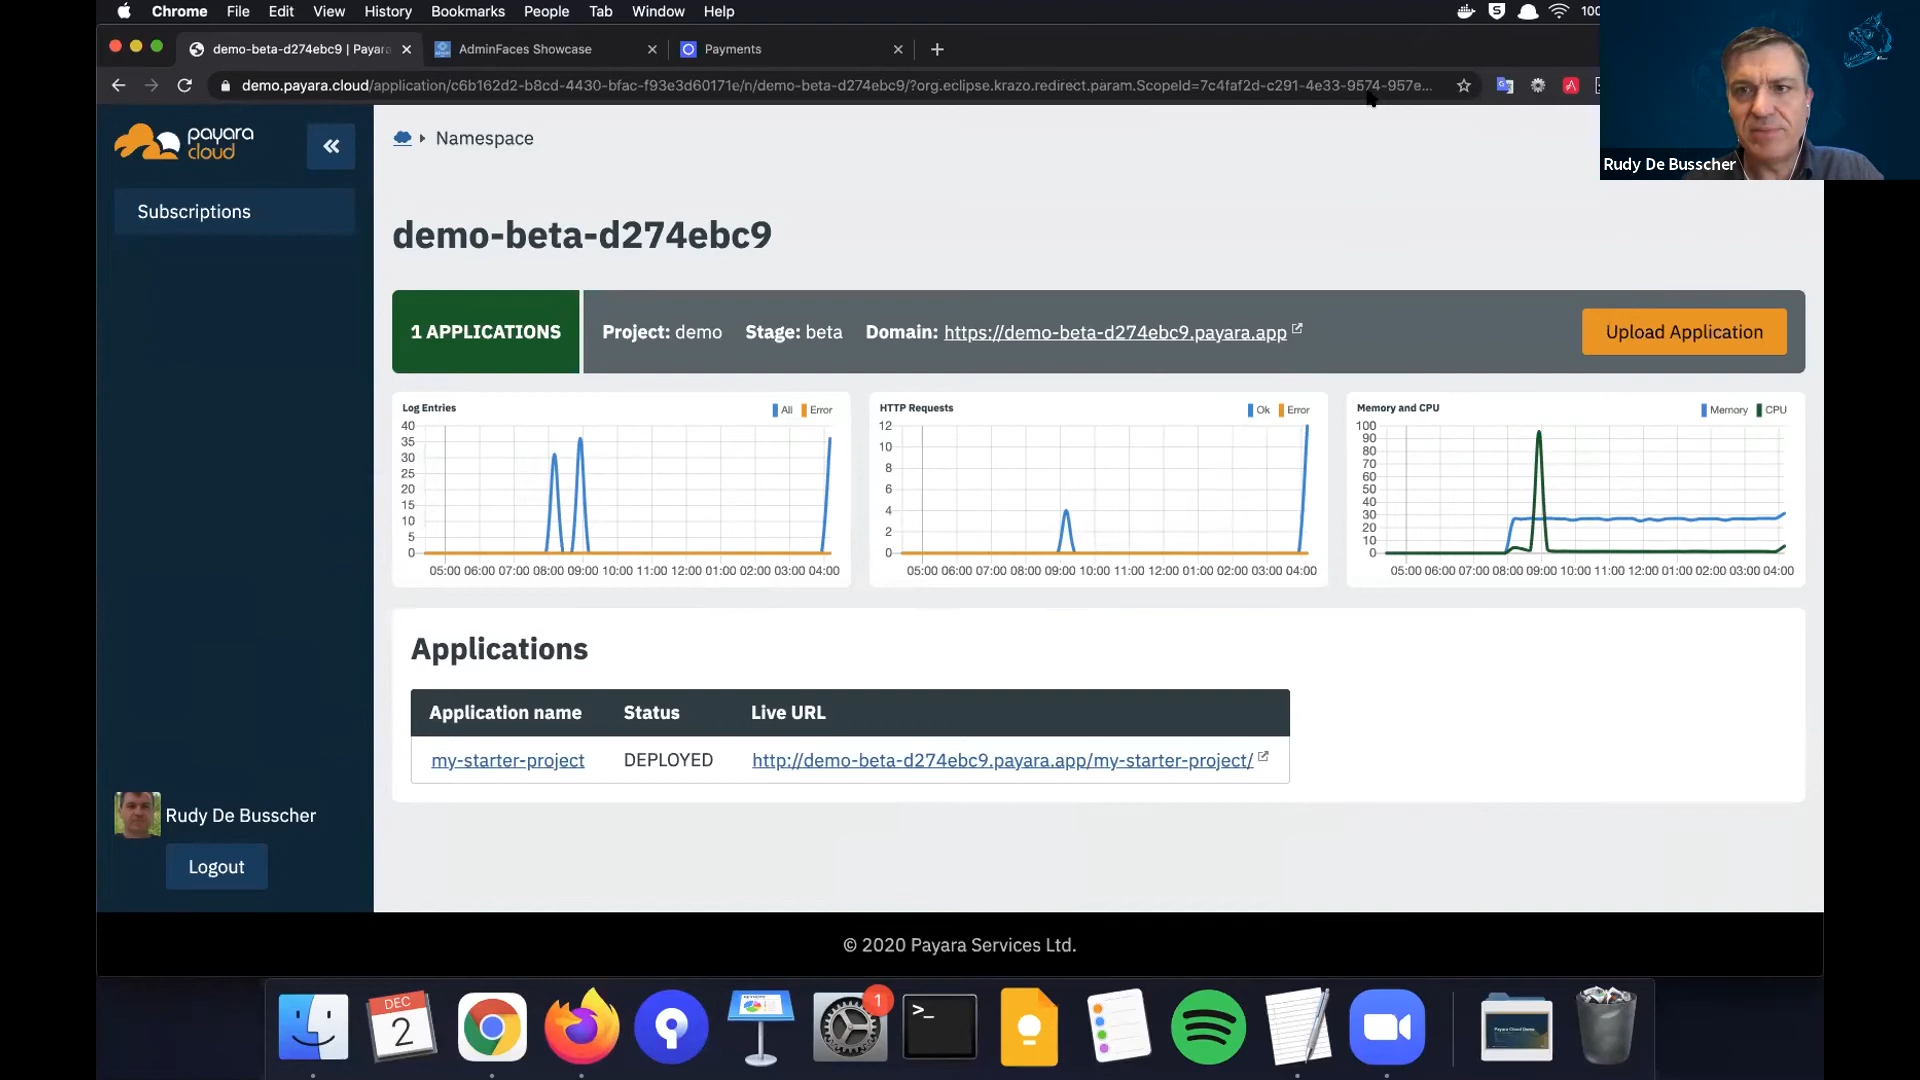 Chrome File Edit View History Bookmarks People Tab Window Help
demo-beta-d274ebc9 | Payara
AdminFaces Showcase
Payments
demo.payara.cloud/application/c6b162d2-b8cd-4430-bfac-f93e3d60171e/n/demo-beta-d274ebc9/?org.eclipse.krazo.redirect.param.ScopeId=7c4faf2d-c291-4e33-9574-957e...
Rudy De Busscher
payara
cloud
«
Namespace
Subscriptions
demo-beta-d274ebc9
1 APPLICATIONS
Project: demo Stage: beta Domain: https://demo-beta-d274ebc9.payara.app
Upload Application
Log Entries
All Error
40
35
30
25
20
15
10
5
0
05:00 06:00 07:00 08:00 09:00 10:00 11:00 12:00 01:00 02:00 03:00 04:00
HTTP Requests
Ok Error
12
10
8
6
4
2
0
05:00 06:00 07:00 08:00 09:00 10:00 11:00 12:00 01:00 02:00 03:00 04:00
Memory and CPU
Memory CPU
100
90
80
70
60
50
40
30
20
10
0
05:00 06:00 07:00 08:00 09:00 10:00 11:00 12:00 01:00 02:00 03:00 04:00
Applications
Application name Status Live URL
my-starter-project DEPLOYED http://demo-beta-d274ebc9.payara.app/my-starter-project/
Rudy De Busscher
Logout
© 2020 Payara Services Ltd.
DEC
2
1
>_